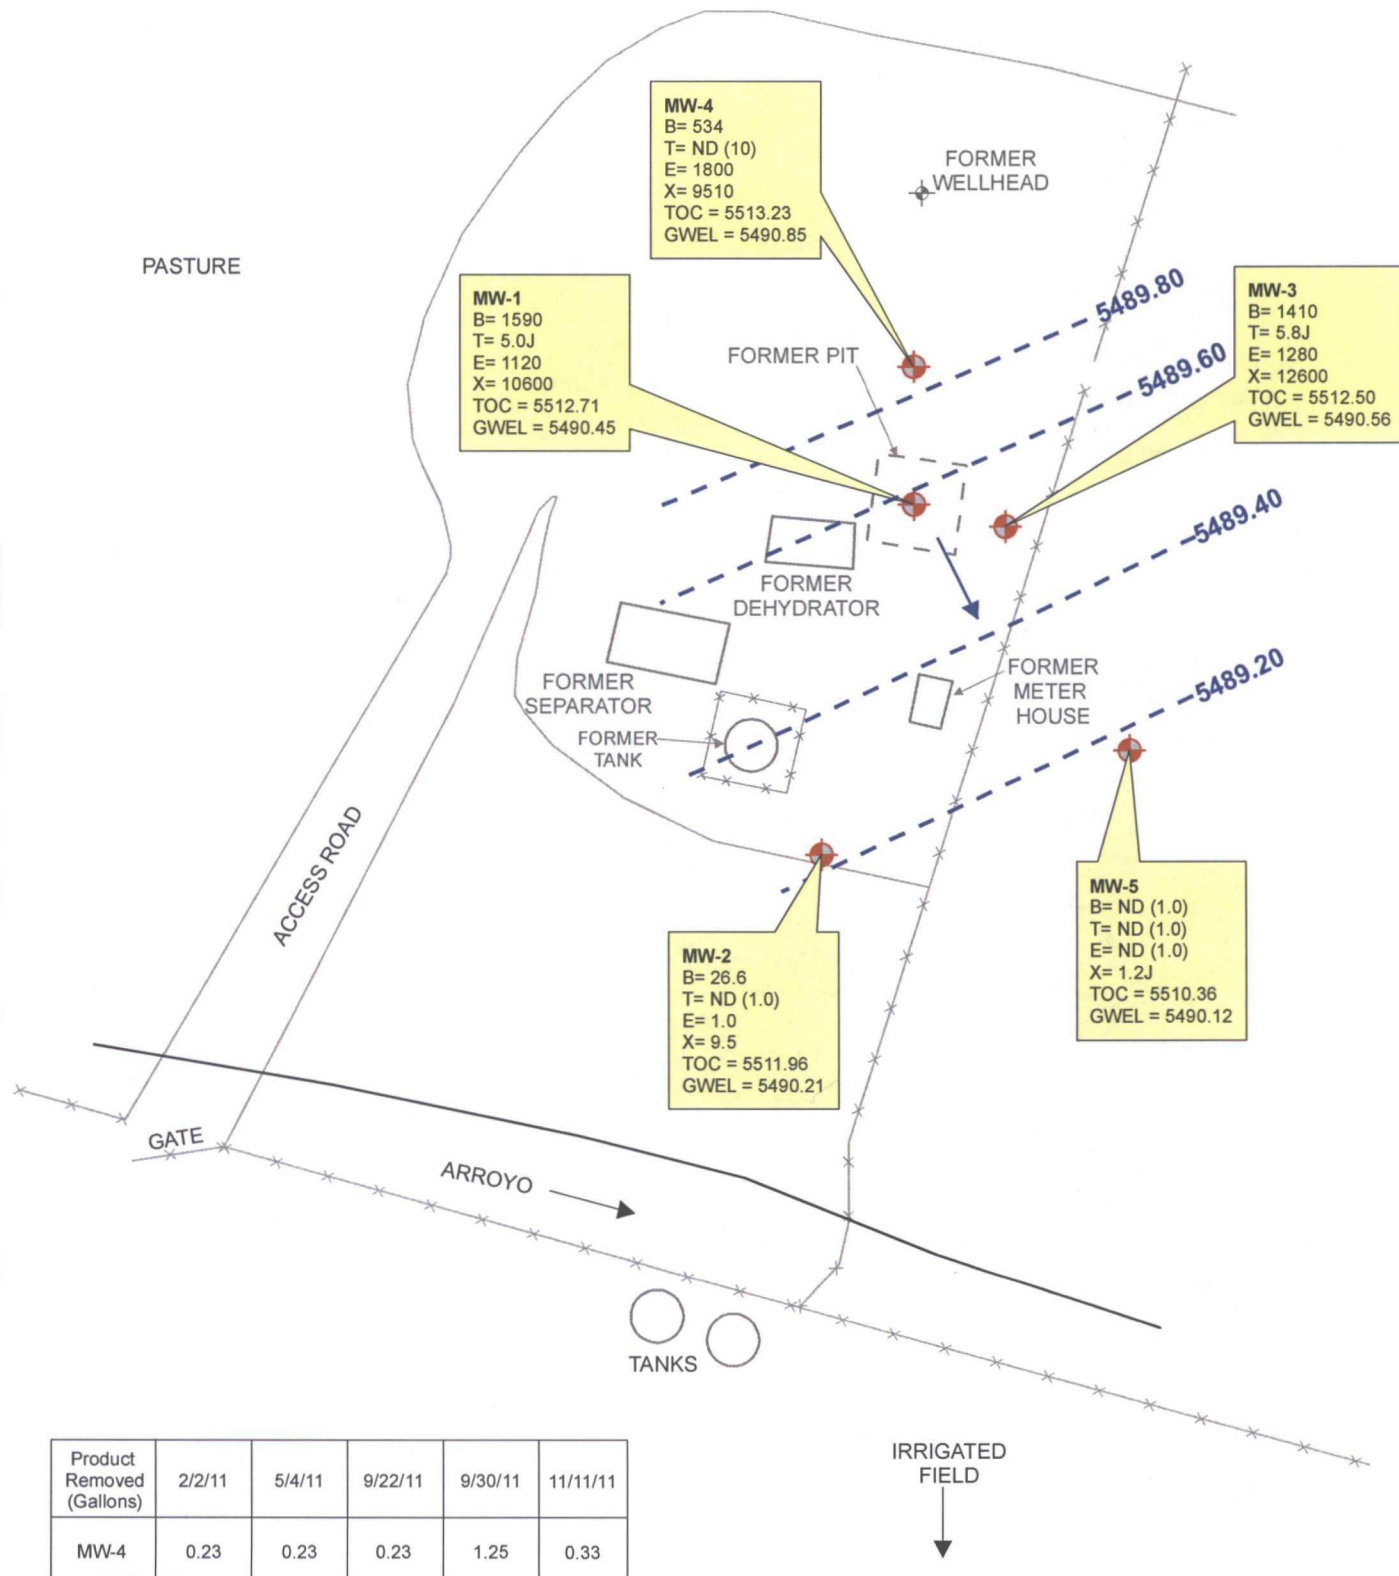 MW-4
B= 534
T= ND (10)
E= 1800
X= 9510
TOC = 5513.23
GWEL = 5490.85
FORMER
WELLHEAD
PASTURE
MW-1
B= 1590
T= 5.0J
E= 1120
X= 10600
TOC = 5512.71
GWEL = 5490.45
5489.80
MW-3
B= 1410
T= 5.8J
E= 1280
X= 12600
TOC = 5512.50
GWEL = 5490.56
FORMER PIT
5489.60
5489.40
FORMER
DEHYDRATOR
FORMER
SEPARATOR
FORMER
METER
HOUSE
5489.20
FORMER
TANK
ACCESS ROAD
MW-5
B= ND (1.0)
T= ND (1.0)
E= ND (1.0)
X= 1.2J
TOC = 5510.36
GWEL = 5490.12
MW-2
B= 26.6
T= ND (1.0)
E= 1.0
X= 9.5
TOC = 5511.96
GWEL = 5490.21
GATE
ARROYO
TANKS
IRRIGATED
FIELD
Product
Removed
(Gallons)
2/2/11 5/4/11 9/22/11 9/30/11 11/11/11
MW-4 0.23 0.23 0.23 1.25 0.33